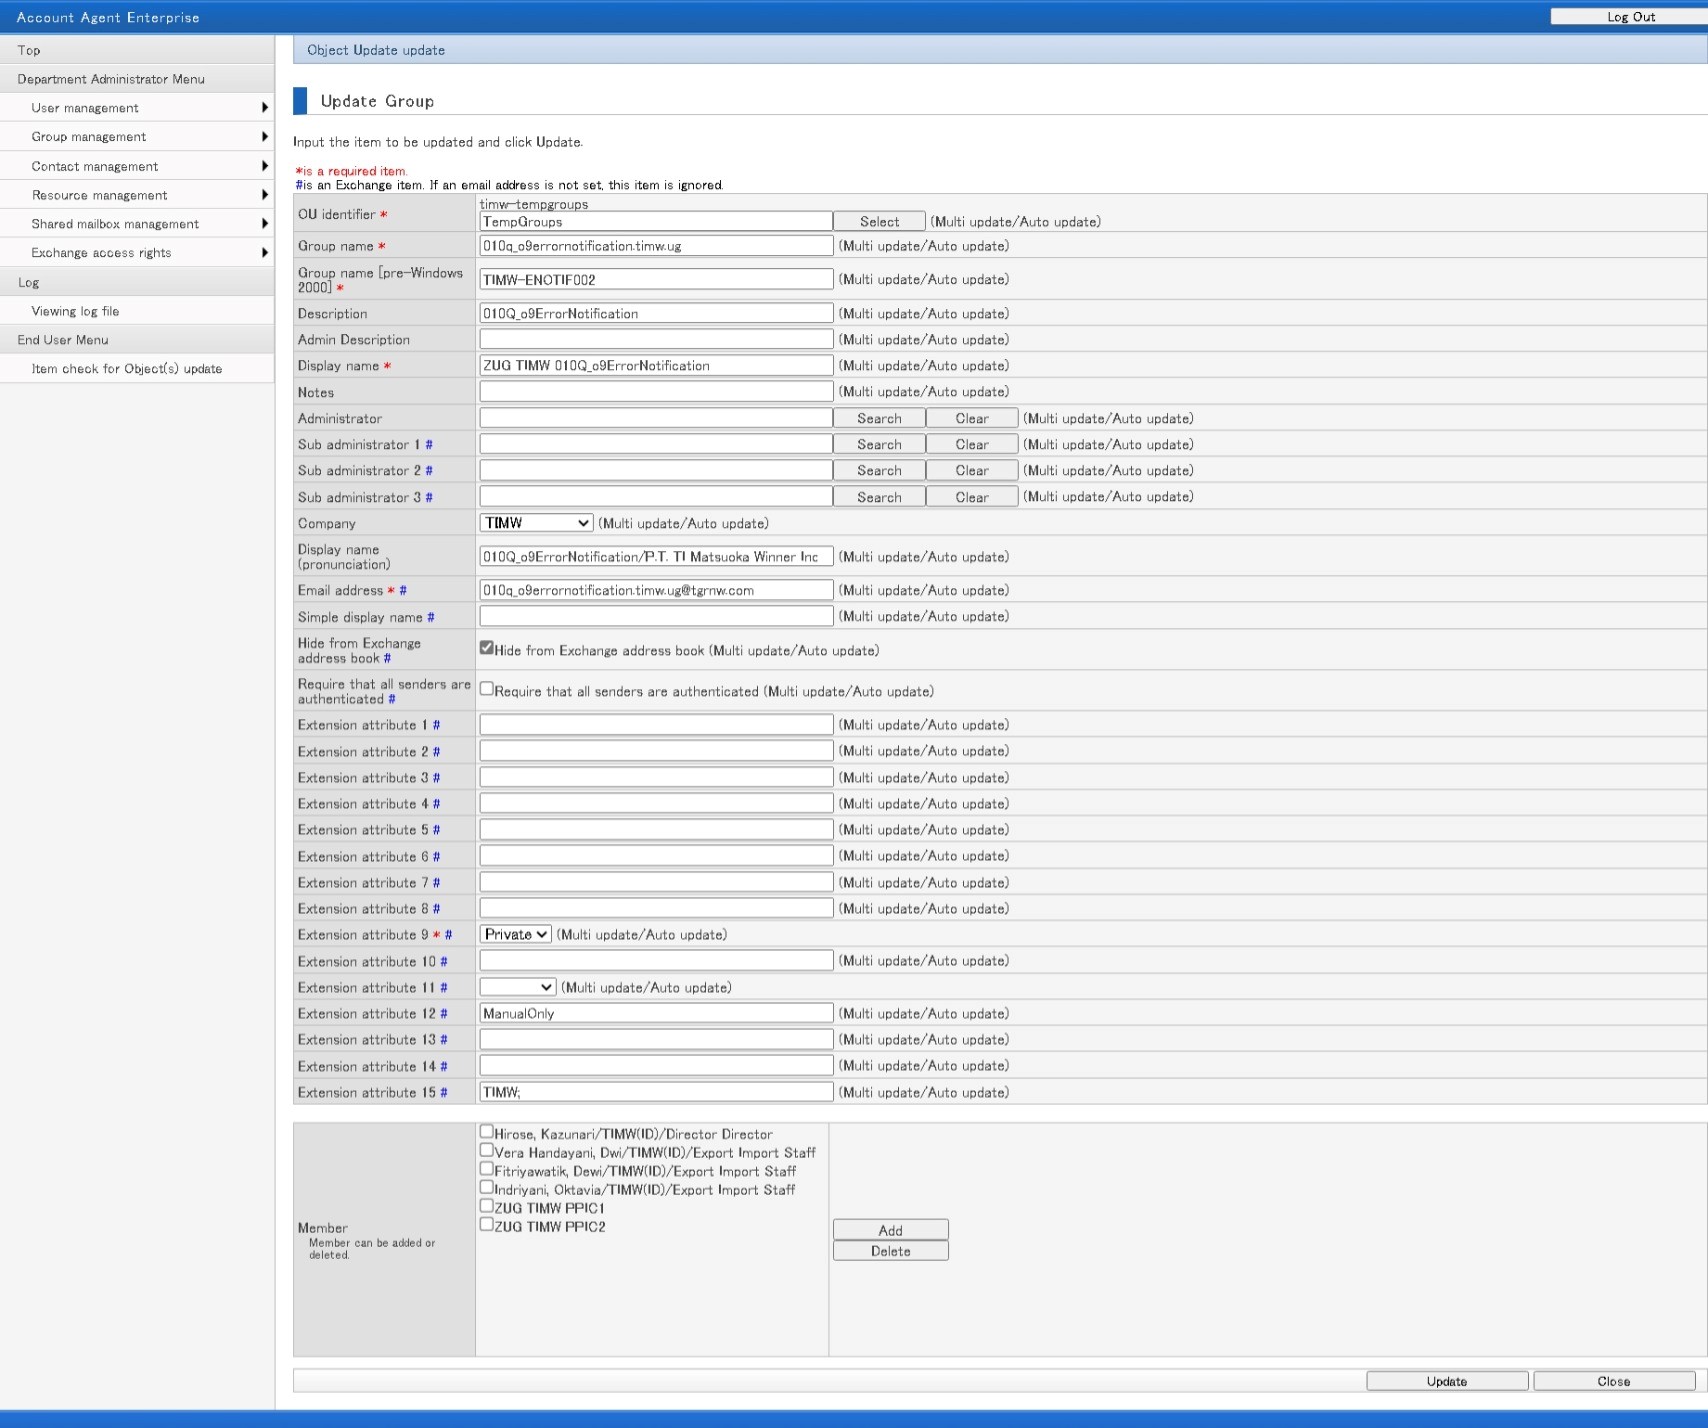 Account Agent Enterprise
Log Out
Top
Department Administrator Menu
User management
Group management
Contact management
Resource management
Shared mailbox management
Exchange access rights
Log
Viewing log file
End User Menu
Item check for Object(s) update
Object Update update
Update Group
Input the item to be updated and click Update.
*is a required item.
#is an Exchange item. If an email address is not set, this item is ignored.
OU identifier *
timw-tempgroups
TempGroups Select (Multi update/Auto update)
Group name * 010q_o9errornotification.timw.ug (Multi update/Auto update)
Group name [pre-Windows
2000] * TIMW-ENOTIF002 (Multi update/Auto update)
Description 010Q_o9ErrorNotification (Multi update/Auto update)
Admin Description (Multi update/Auto update)
Display name * ZUG TIMW 010Q_o9ErrorNotification (Multi update/Auto update)
Notes (Multi update/Auto update)
Administrator Search Clear (Multi update/Auto update)
Sub administrator 1 # Search Clear (Multi update/Auto update)
Sub administrator 2 # Search Clear (Multi update/Auto update)
Sub administrator 3 # Search Clear (Multi update/Auto update)
Company TIMW (Multi update/Auto update)
Display name
(pronunciation) 010Q_o9ErrorNotification/P.T. TI Matsuoka Winner Inc (Multi update/Auto update)
Email address * # 010q_o9errornotification.timw.ug@tgrnw.com (Multi update/Auto update)
Simple display name # (Multi update/Auto update)
Hide from Exchange
address book # Hide from Exchange address book (Multi update/Auto update)
Require that all senders are
authenticated # Require that all senders are authenticated (Multi update/Auto update)
Extension attribute 1 # (Multi update/Auto update)
Extension attribute 2 # (Multi update/Auto update)
Extension attribute 3 # (Multi update/Auto update)
Extension attribute 4 # (Multi update/Auto update)
Extension attribute 5 # (Multi update/Auto update)
Extension attribute 6 # (Multi update/Auto update)
Extension attribute 7 # (Multi update/Auto update)
Extension attribute 8 # (Multi update/Auto update)
Extension attribute 9 * # Private (Multi update/Auto update)
Extension attribute 10 # (Multi update/Auto update)
Extension attribute 11 # (Multi update/Auto update)
Extension attribute 12 # ManualOnly (Multi update/Auto update)
Extension attribute 13 # (Multi update/Auto update)
Extension attribute 14 # (Multi update/Auto update)
Extension attribute 15 # TIMW; (Multi update/Auto update)
Member
Member can be added or
deleted.
Hirose, Kazunari/TIMW(ID)/Director Director
Vera Handayani, Dwi/TIMW(ID)/Export Import Staff
Fitriyawatik, Dewi/TIMW(ID)/Export Import Staff
Indriyani, Oktavia/TIMW(ID)/Export Import Staff
ZUG TIMW PPIC1
ZUG TIMW PPIC2
Add
Delete
Update Close